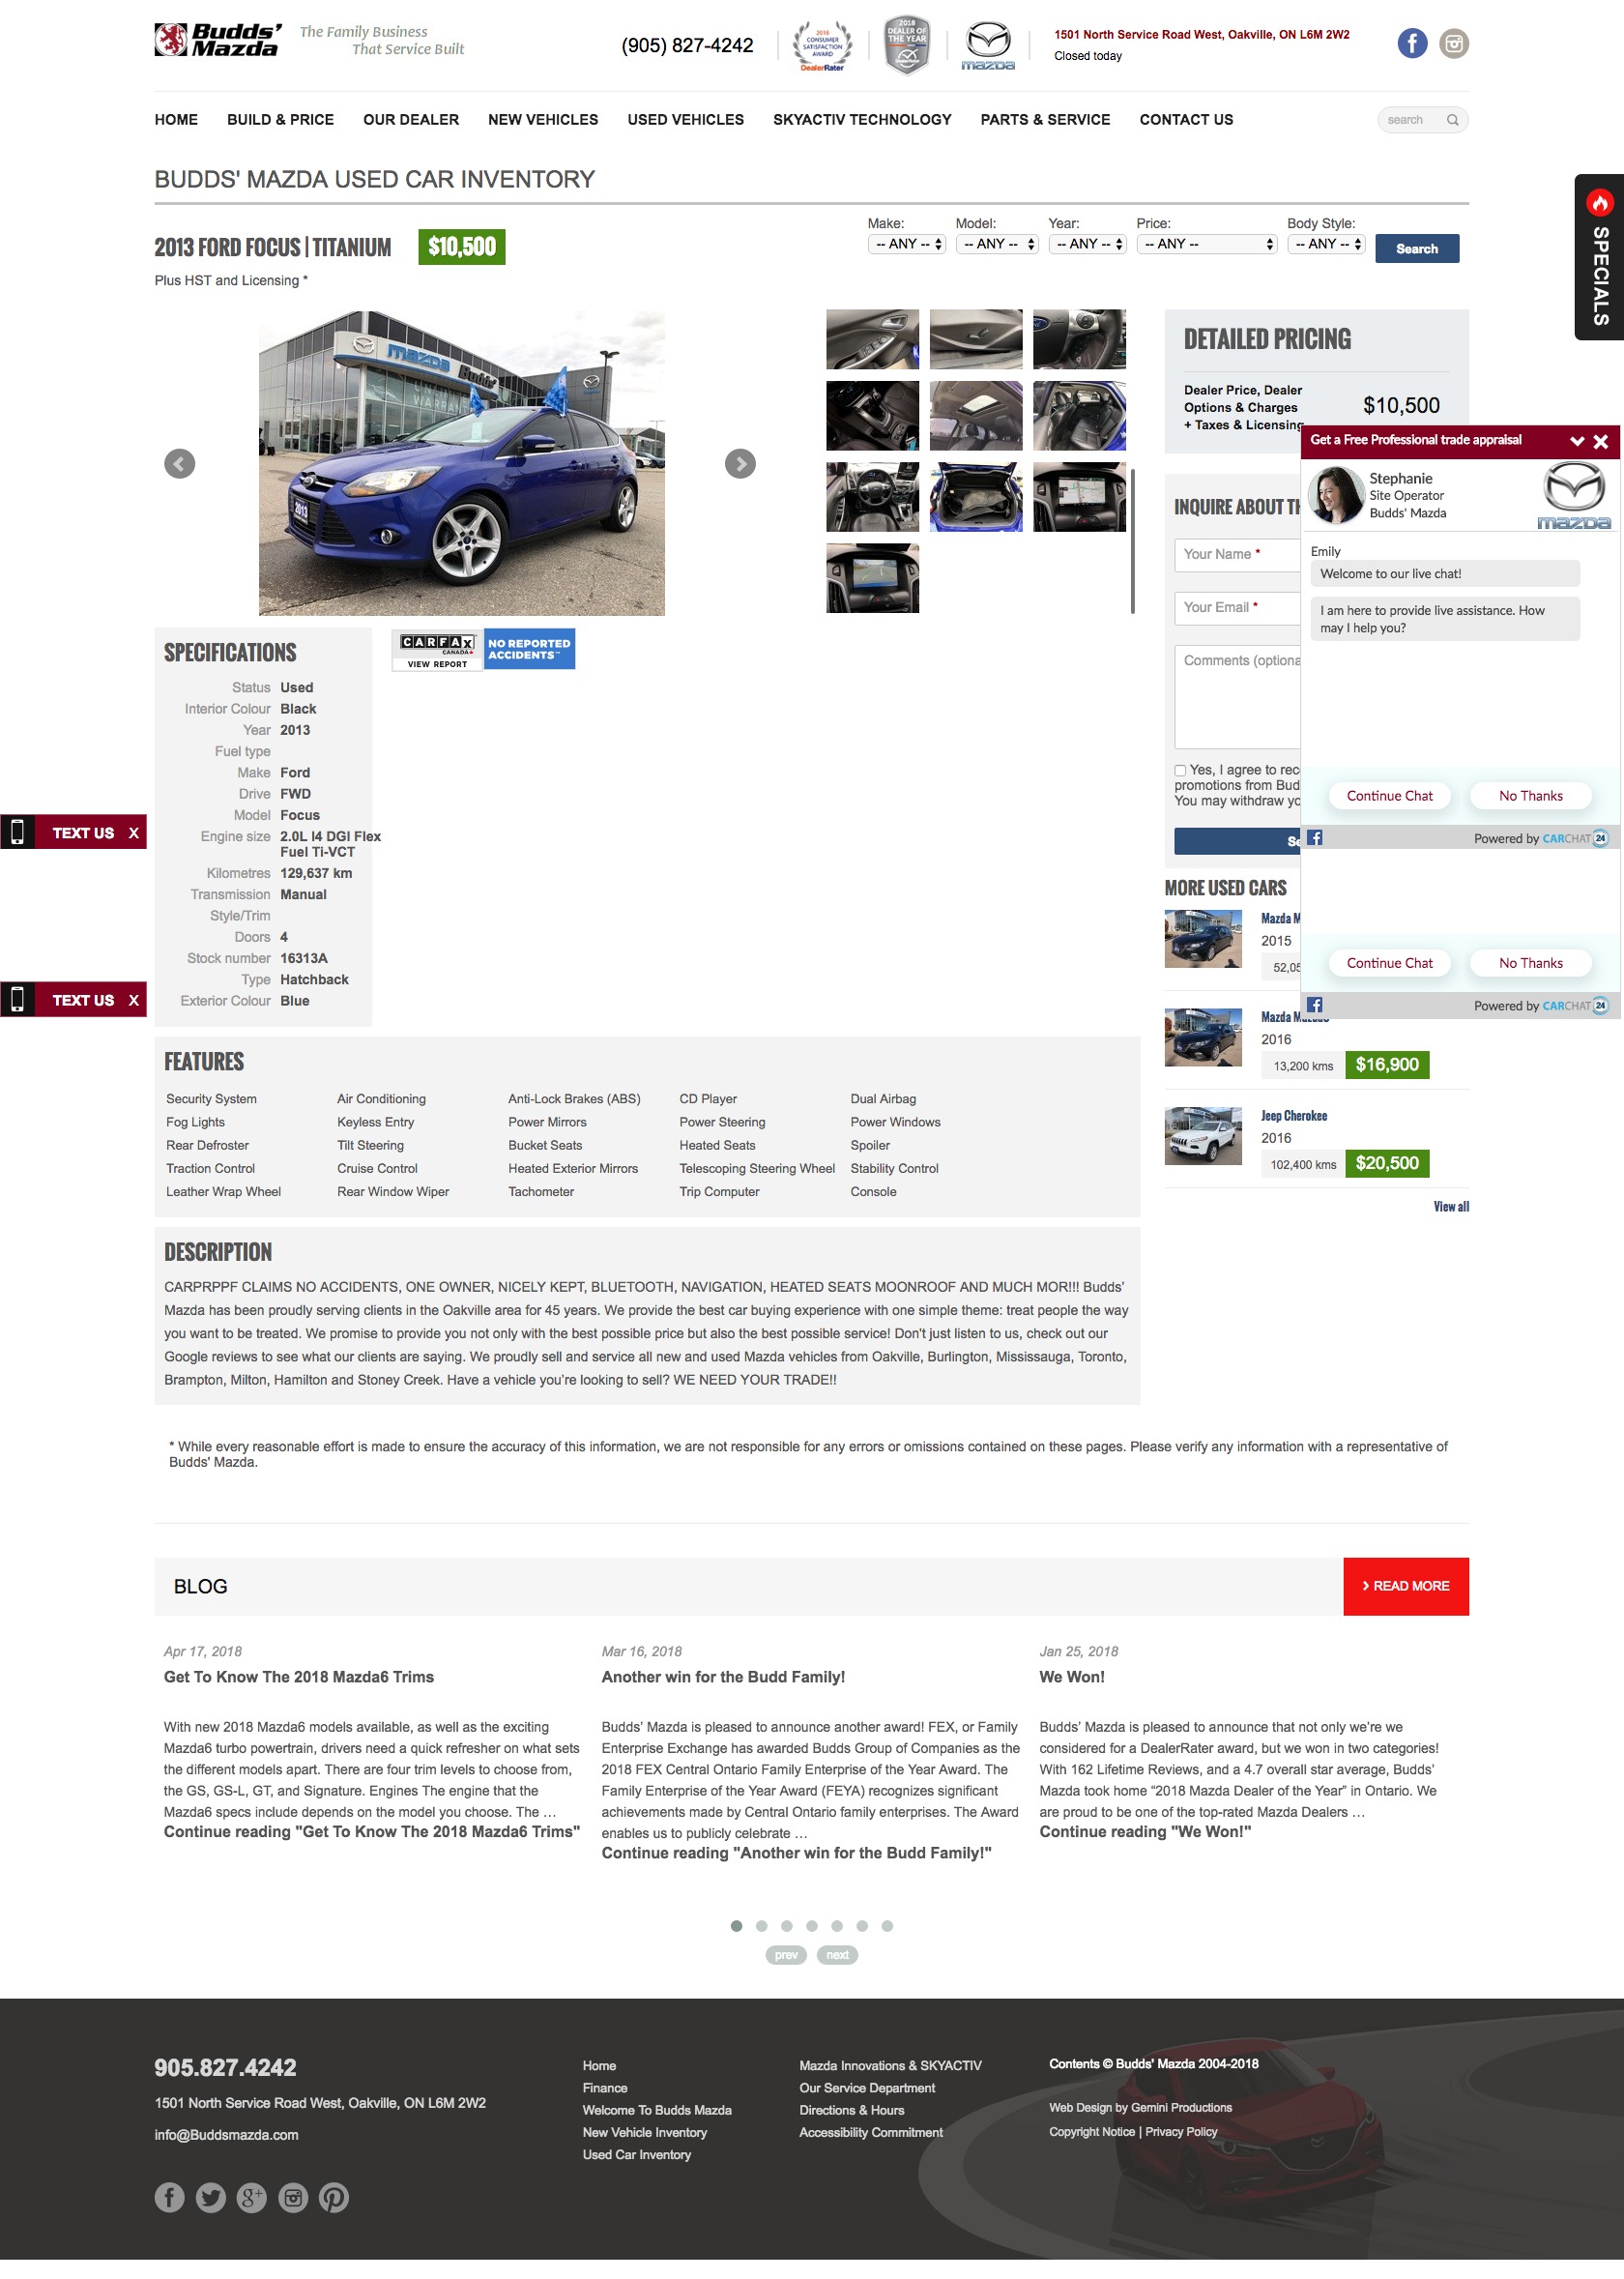 Budds'
Mazda
The Family Business
That Service Built
(905) 827-4242
2018
CONSUMER
SATISFACTION
AWARD
DealerRater
2018
DEALER OF
THE YEAR
mazda
1501 North Service Road West, Oakville, ON L6M 2W2
Closed today
HOME BUILD & PRICE OUR DEALER NEW VEHICLES USED VEHICLES SKYACTIV TECHNOLOGY PARTS & SERVICE CONTACT US
search
BUDDS' MAZDA USED CAR INVENTORY
SPECIALS
2013 FORD FOCUS | TITANIUM $10,500
Plus HST and Licensing *
Make: Model: Year: Price: Body Style:
-- ANY -- -- ANY -- -- ANY -- -- ANY -- -- ANY -- Search
mazda Budds'
2013
DETAILED PRICING
Dealer Price, Dealer
Options & Charges
+ Taxes & Licensing
$10,500
INQUIRE ABOUT TH
Your Name *
Your Email *
Comments (optiona
Yes, I agree to rec
promotions from Bud
You may withdraw yo
Se
Get a Free Professional trade appraisal
Stephanie
Site Operator
Budds' Mazda
mazda
Emily
Welcome to our live chat!
I am here to provide live assistance. How
may I help you?
Continue Chat No Thanks
Powered by CARCHAT 24
Continue Chat No Thanks
Powered by CARCHAT 24
CARFAX
CANADA
VIEW REPORT
NO REPORTED
ACCIDENTS™
SPECIFICATIONS
Status Used
Interior Colour Black
Year 2013
Fuel type
Make Ford
Drive FWD
Model Focus
Engine size 2.0L I4 DGI Flex
Fuel Ti-VCT
Kilometres 129,637 km
Transmission Manual
Style/Trim
Doors 4
Stock number 16313A
Type Hatchback
Exterior Colour Blue
TEXT US X
TEXT US X
MORE USED CARS
Mazda M
2015
52,05
Mazda Mazda3
2016
13,200 kms $16,900
Jeep Cherokee
2016
102,400 kms $20,500
View all
FEATURES
Security System Air Conditioning Anti-Lock Brakes (ABS) CD Player Dual Airbag
Fog Lights Keyless Entry Power Mirrors Power Steering Power Windows
Rear Defroster Tilt Steering Bucket Seats Heated Seats Spoiler
Traction Control Cruise Control Heated Exterior Mirrors Telescoping Steering Wheel Stability Control
Leather Wrap Wheel Rear Window Wiper Tachometer Trip Computer Console
DESCRIPTION
CARPRPPF CLAIMS NO ACCIDENTS, ONE OWNER, NICELY KEPT, BLUETOOTH, NAVIGATION, HEATED SEATS MOONROOF AND MUCH MOR!!! Budds'
Mazda has been proudly serving clients in the Oakville area for 45 years. We provide the best car buying experience with one simple theme: treat people the way
you want to be treated. We promise to provide you not only with the best possible price but also the best possible service! Don't just listen to us, check out our
Google reviews to see what our clients are saying. We proudly sell and service all new and used Mazda vehicles from Oakville, Burlington, Mississauga, Toronto,
Brampton, Milton, Hamilton and Stoney Creek. Have a vehicle you're looking to sell? WE NEED YOUR TRADE!!
* While every reasonable effort is made to ensure the accuracy of this information, we are not responsible for any errors or omissions contained on these pages. Please verify any information with a representative of
Budds' Mazda.
BLOG
READ MORE
Apr 17, 2018
Get To Know The 2018 Mazda6 Trims
With new 2018 Mazda6 models available, as well as the exciting
Mazda6 turbo powertrain, drivers need a quick refresher on what sets
the different models apart. There are four trim levels to choose from,
the GS, GS-L, GT, and Signature. Engines The engine that the
Mazda6 specs include depends on the model you choose. The …
Continue reading "Get To Know The 2018 Mazda6 Trims"
Mar 16, 2018
Another win for the Budd Family!
Budds' Mazda is pleased to announce another award! FEX, or Family
Enterprise Exchange has awarded Budds Group of Companies as the
2018 FEX Central Ontario Family Enterprise of the Year Award. The
Family Enterprise of the Year Award (FEYA) recognizes significant
achievements made by Central Ontario family enterprises. The Award
enables us to publicly celebrate …
Continue reading "Another win for the Budd Family!"
Jan 25, 2018
We Won!
Budds' Mazda is pleased to announce that not only we're we
considered for a DealerRater award, but we won in two categories!
With 162 Lifetime Reviews, and a 4.7 overall star average, Budds'
Mazda took home “2018 Mazda Dealer of the Year” in Ontario. We
are proud to be one of the top-rated Mazda Dealers …
Continue reading "We Won!"
prev next
905.827.4242
1501 North Service Road West, Oakville, ON L6M 2W2
info@Buddsmazda.com
Home
Finance
Welcome To Budds Mazda
New Vehicle Inventory
Used Car Inventory
Mazda Innovations & SKYACTIV
Our Service Department
Directions & Hours
Accessibility Commitment
Contents © Budds' Mazda 2004-2018
Web Design by Gemini Productions
Copyright Notice | Privacy Policy